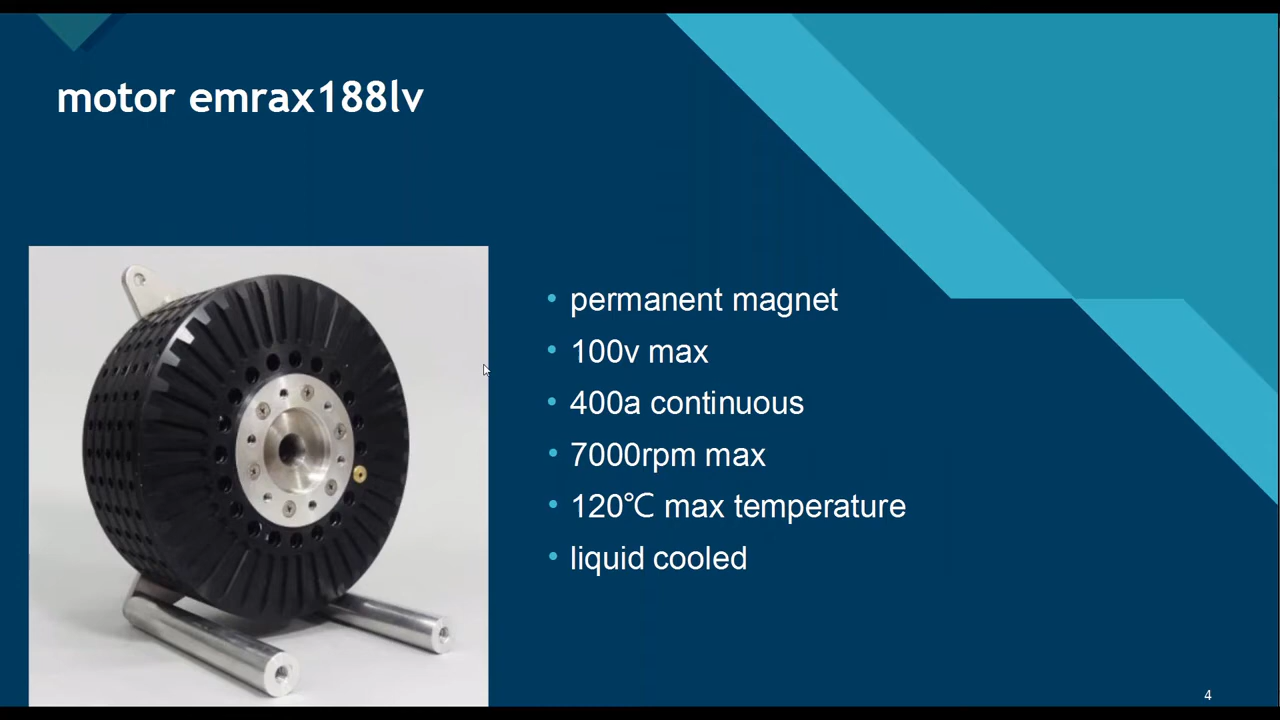 motor emrax188lv
• permanent magnet
• 100v max
• 400a continuous
• 7000rpm max
• 120℃ max temperature
• liquid cooled
4